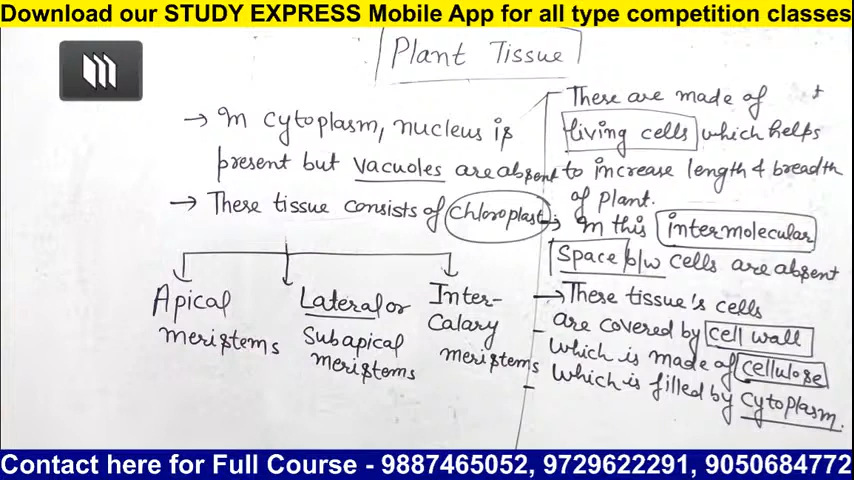 Download our STUDY EXPRESS Mobile App for all type competition classes
Plant Tissue
→ In cytoplasm, nucleus is
present but vacuoles are absent
→ These tissue consists of chloroplast
Apical
meristems
Lateral or
Subapical
meristems
Inter-
Calary
meristems
These are made of
living cells which helps
to increase length & breadth
of plant.
→ In this intermolecular
Space b/w cells are absent
→ These tissue's cells
are covered by cell wall
which is made of cellulose
which is filled by cytoplasm.
Contact here for Full Course - 9887465052, 9729622291, 9050684772